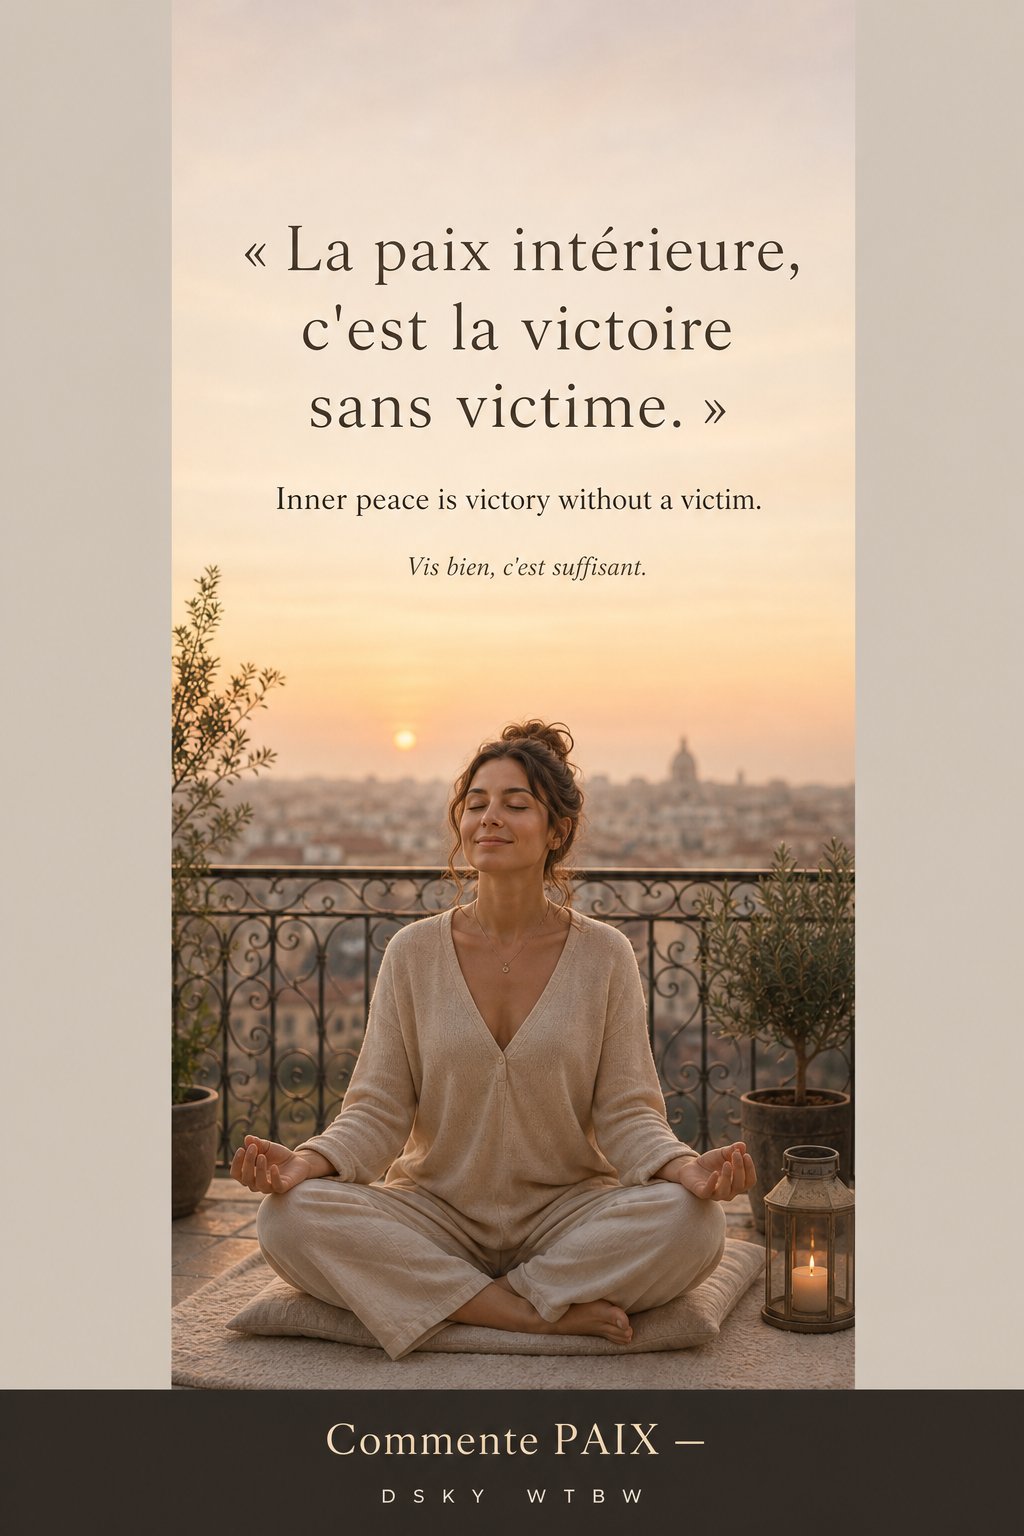 « La paix intérieure,
c'est la victoire
sans victime. »
Inner peace is victory without a victim.
Vis bien, c'est suffisant.
Commente PAIX —
DSKY WTBW